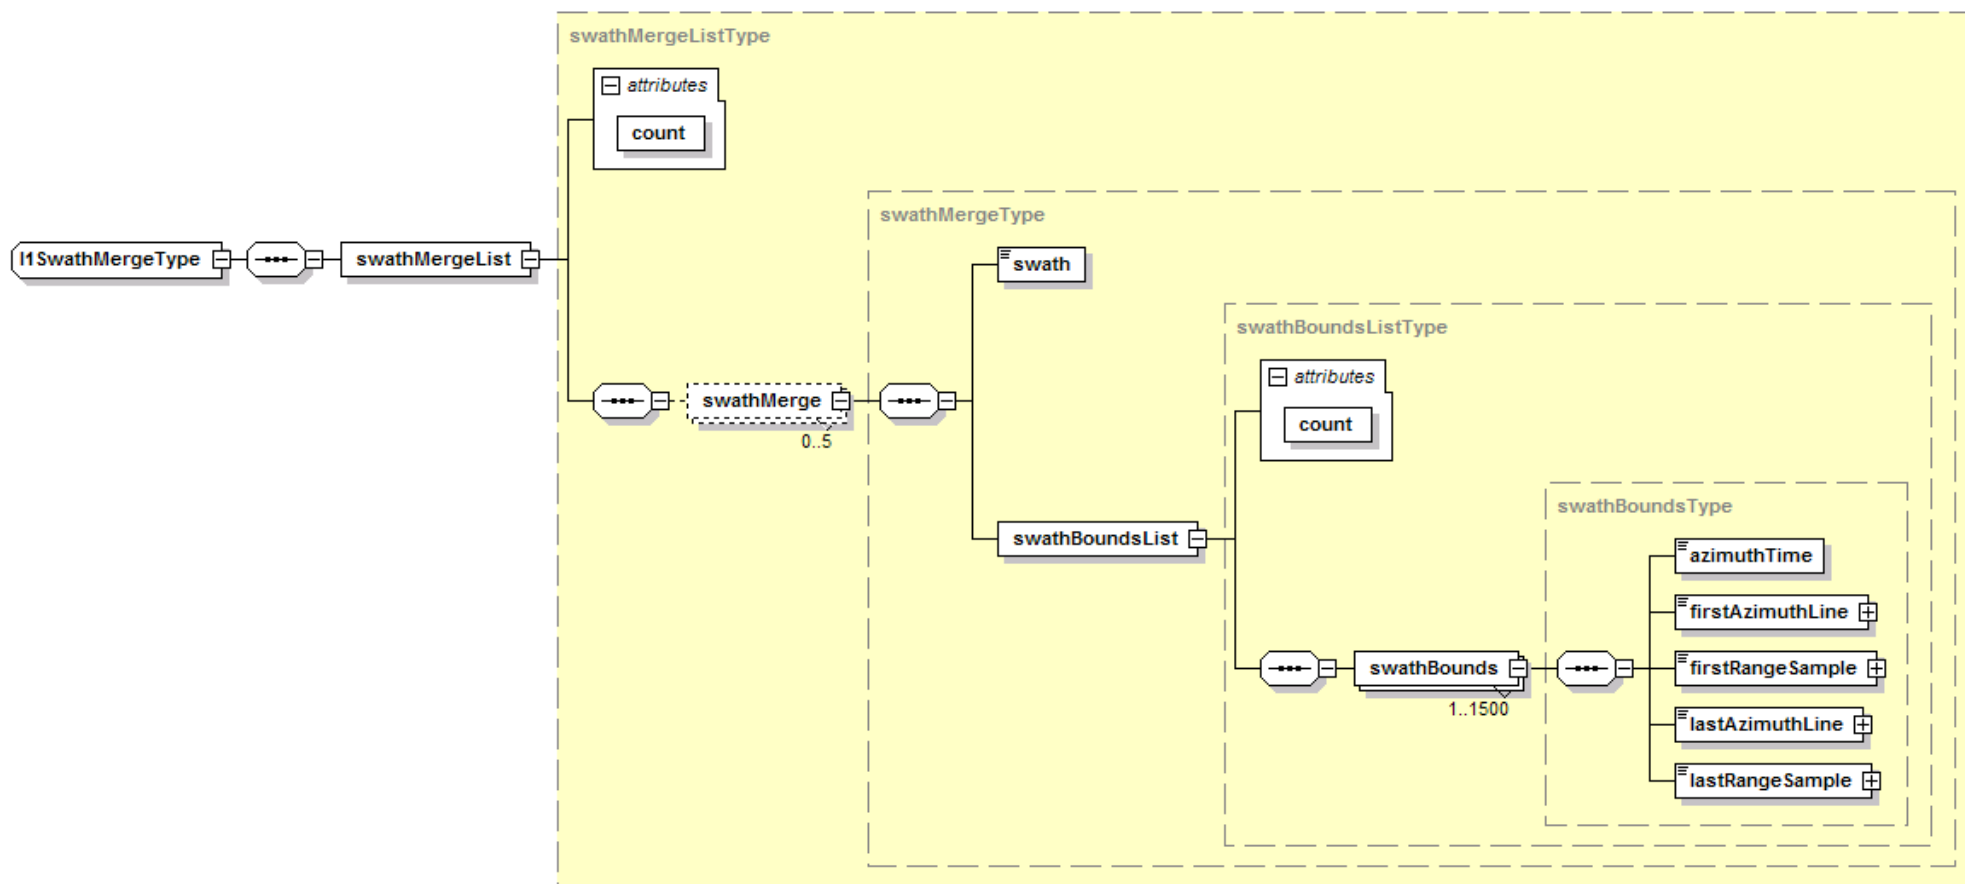 swathMergeListType
attributes
count
swathMergeType
l1SwathMergeType
swathMergeList
swath
swathBoundsListType
attributes
swathMerge
0..5
count
swathBoundsType
swathBoundsList
azimuthTime
firstAzimuthLine
swathBounds
1..1500
firstRangeSample
lastAzimuthLine
lastRangeSample